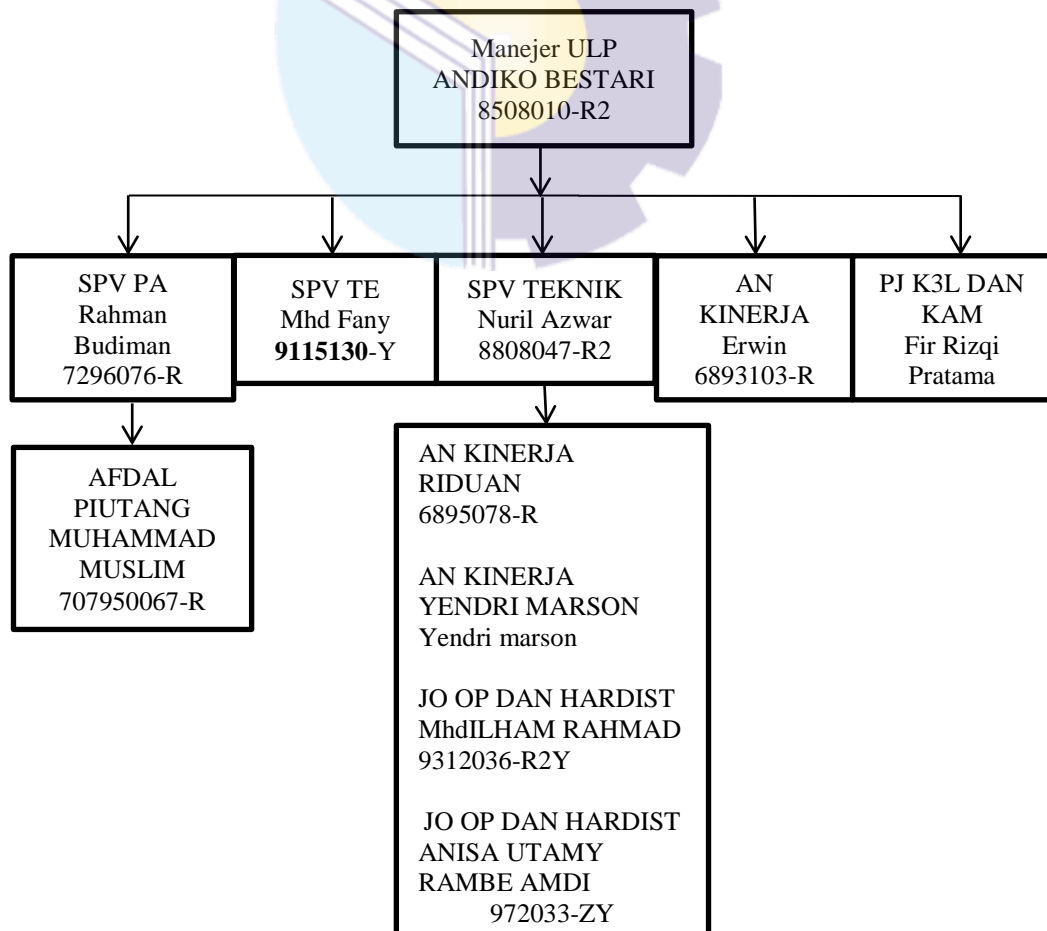 Manejer ULP
ANDIKO BESTARI
8508010-R2
SPV PA
Rahman
Budiman
7296076-R
SPV TE
Mhd Fany
9115130-Y
SPV TEKNIK
Nuril Azwar
8808047-R2
AN
KINERJA
Erwin
6893103-R
PJ K3L DAN
KAM
Fir Rizqi
Pratama
AFDAL
PIUTANG
MUHAMMAD
MUSLIM
707950067-R
AN KINERJA
RIDUAN
6895078-R
AN KINERJA
YENDRI MARSON
Yendri marson
JO OP DAN HARDIST
MhdILHAM RAHMAD
9312036-R2Y
JO OP DAN HARDIST
ANISA UTAMY
RAMBE AMDI
972033-ZY